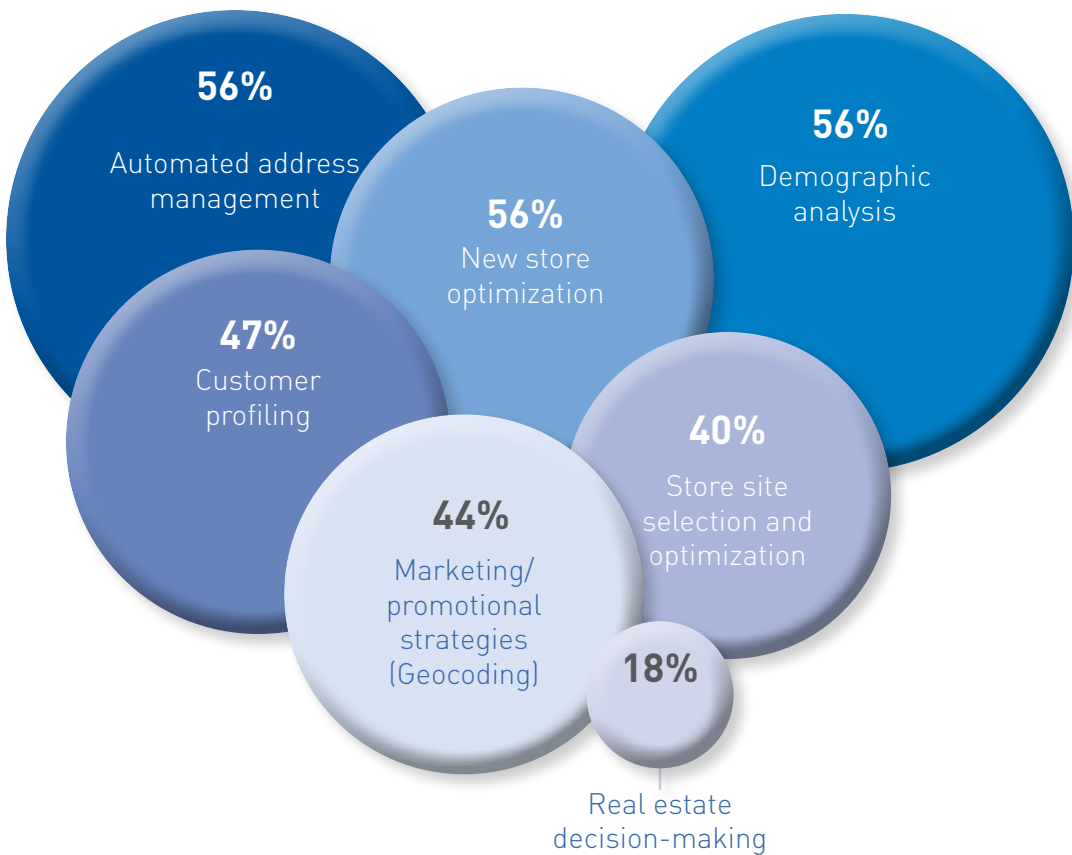 56%
Automated address
management
56%
New store
optimization
56%
Demographic
analysis
47%
Customer
profiling
44%
Marketing/
promotional
strategies
(Geocoding)
40%
Store site
selection and
optimization
18%
Real estate
decision-making